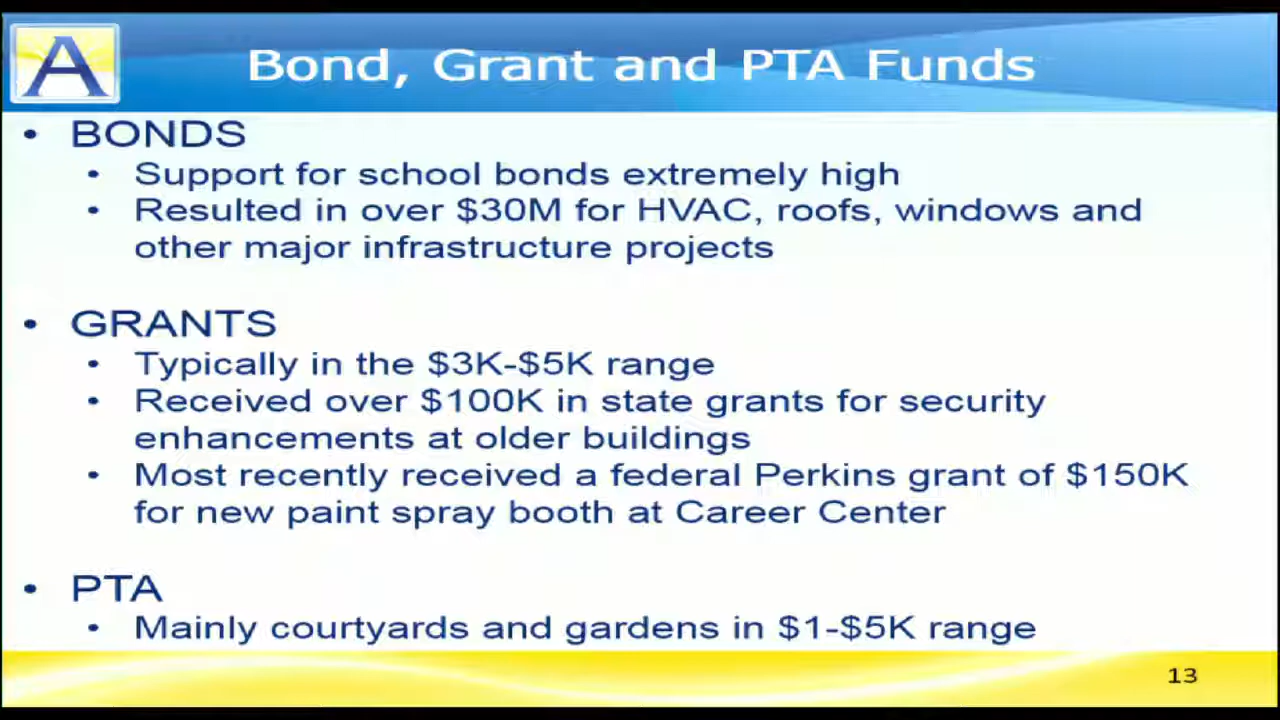 A
Bond, Grant and PTA Funds
• BONDS
• Support for school bonds extremely high
• Resulted in over $30M for HVAC, roofs, windows and
other major infrastructure projects
• GRANTS
• Typically in the $3K-$5K range
• Received over $100K in state grants for security
enhancements at older buildings
• Most recently received a federal Perkins grant of $150K
for new paint spray booth at Career Center
• PTA
• Mainly courtyards and gardens in $1-$5K range
13